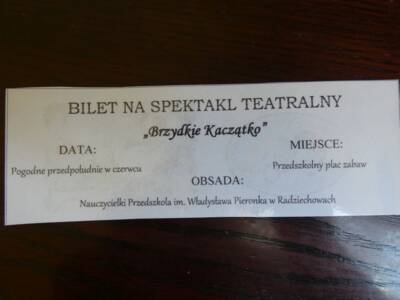 BILET NA SPEKTAKL TEATRALNY
„Brzydkie Kaczątko"
DATA:
Pogodne przedpołudnie w czerwcu
MIEJSCE:
Przedszkolny plac zabaw
OBSADA:
Nauczycielki Przedszkola im. Władysława Pieronka w Radziechowach